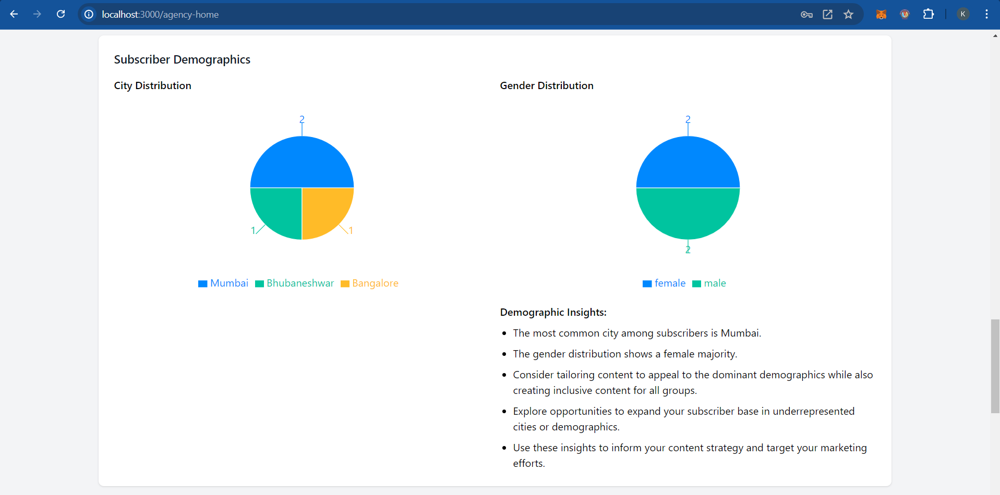 localhost:3000/agency-home
K
Subscriber Demographics
City Distribution
2
1
1
Mumbai Bhubaneshwar Bangalore
Gender Distribution
2
2
female male
Demographic Insights:
The most common city among subscribers is Mumbai.
The gender distribution shows a female majority.
Consider tailoring content to appeal to the dominant demographics while also
creating inclusive content for all groups.
Explore opportunities to expand your subscriber base in underrepresented
cities or demographics.
Use these insights to inform your content strategy and target your marketing
efforts.